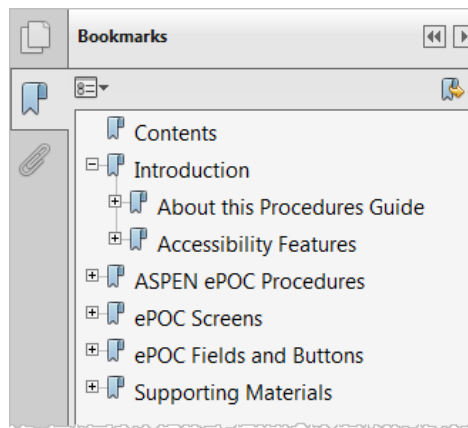 Bookmarks
Contents
Introduction
About this Procedures Guide
Accessibility Features
ASPEN ePOC Procedures
ePOC Screens
ePOC Fields and Buttons
Supporting Materials